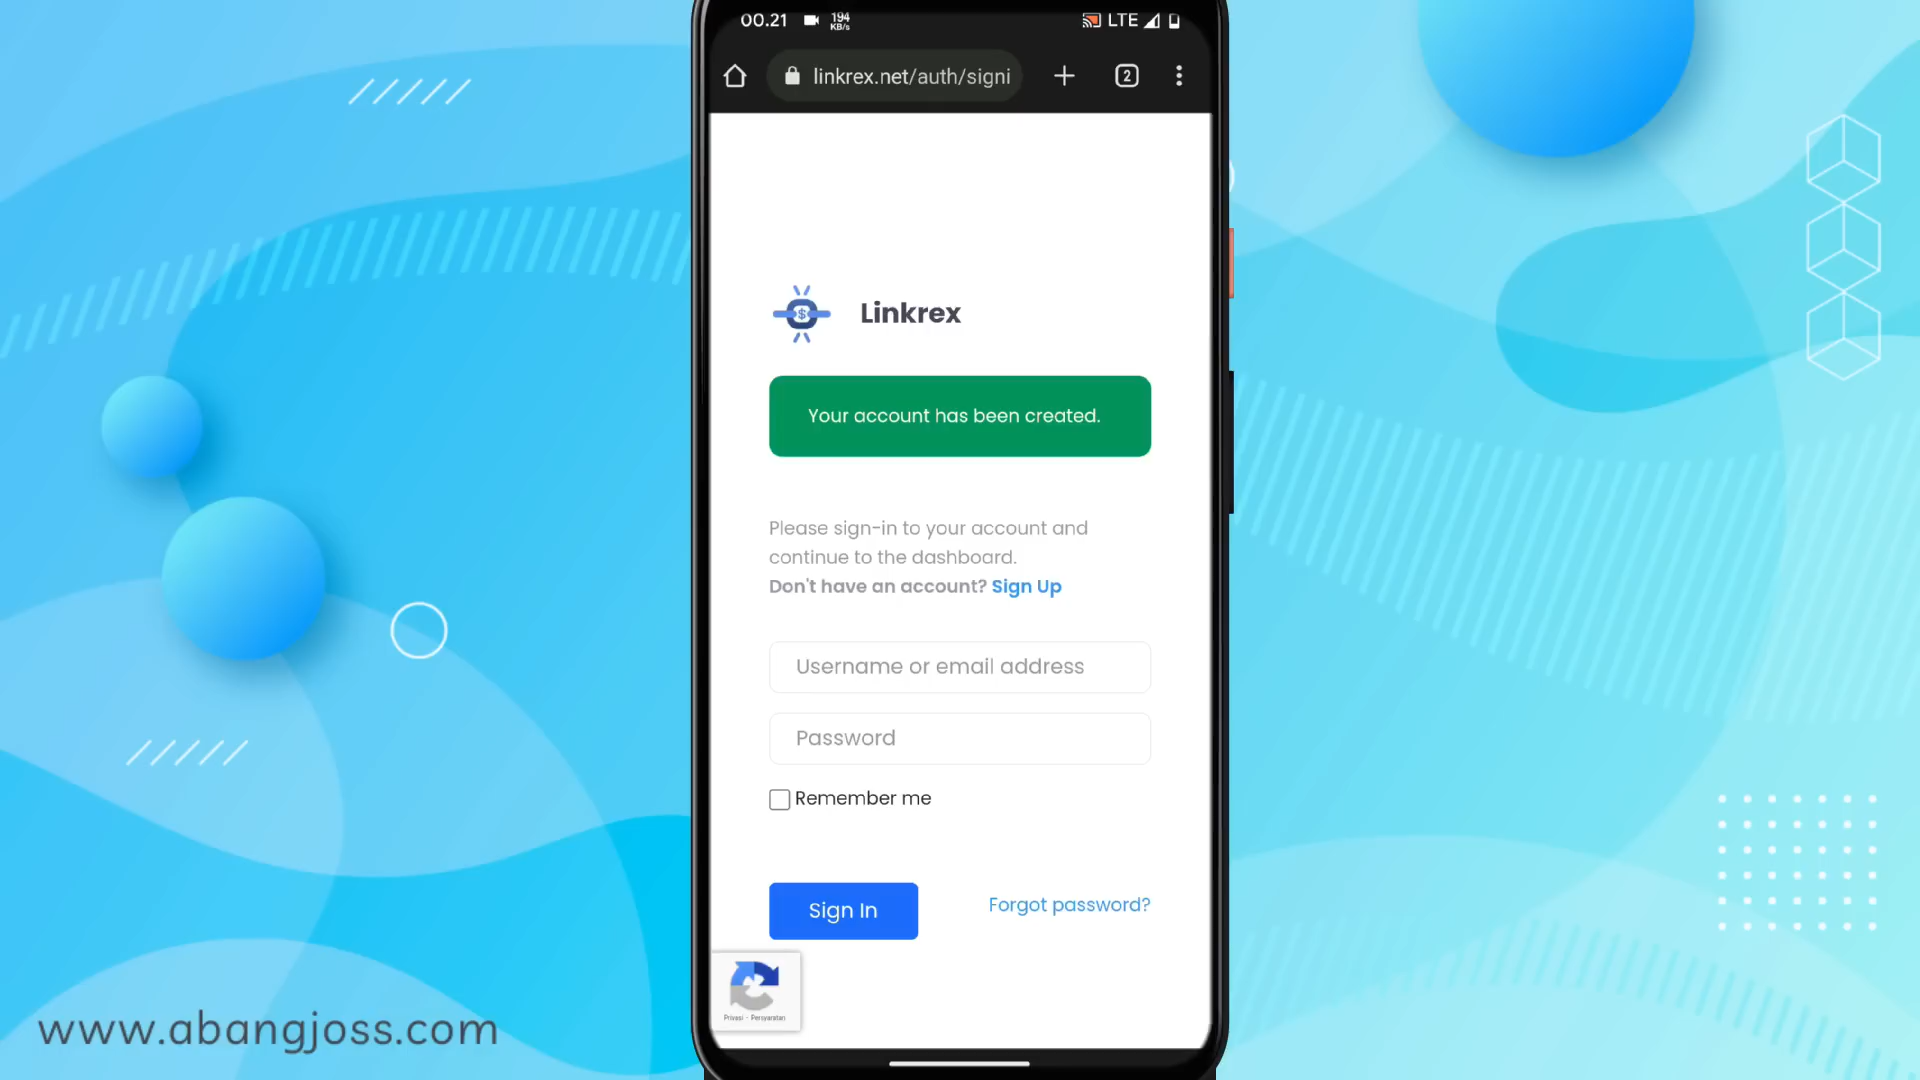 00.21
194
KB/s
LTE
linkrex.net/auth/signi
2
Linkrex
Your account has been created.
Please sign-in to your account and
continue to the dashboard.
Don't have an account? Sign Up
Username or email address
Password
Remember me
Sign In
Forgot password?
Privasi - Persyaratan
www.abangjoss.com